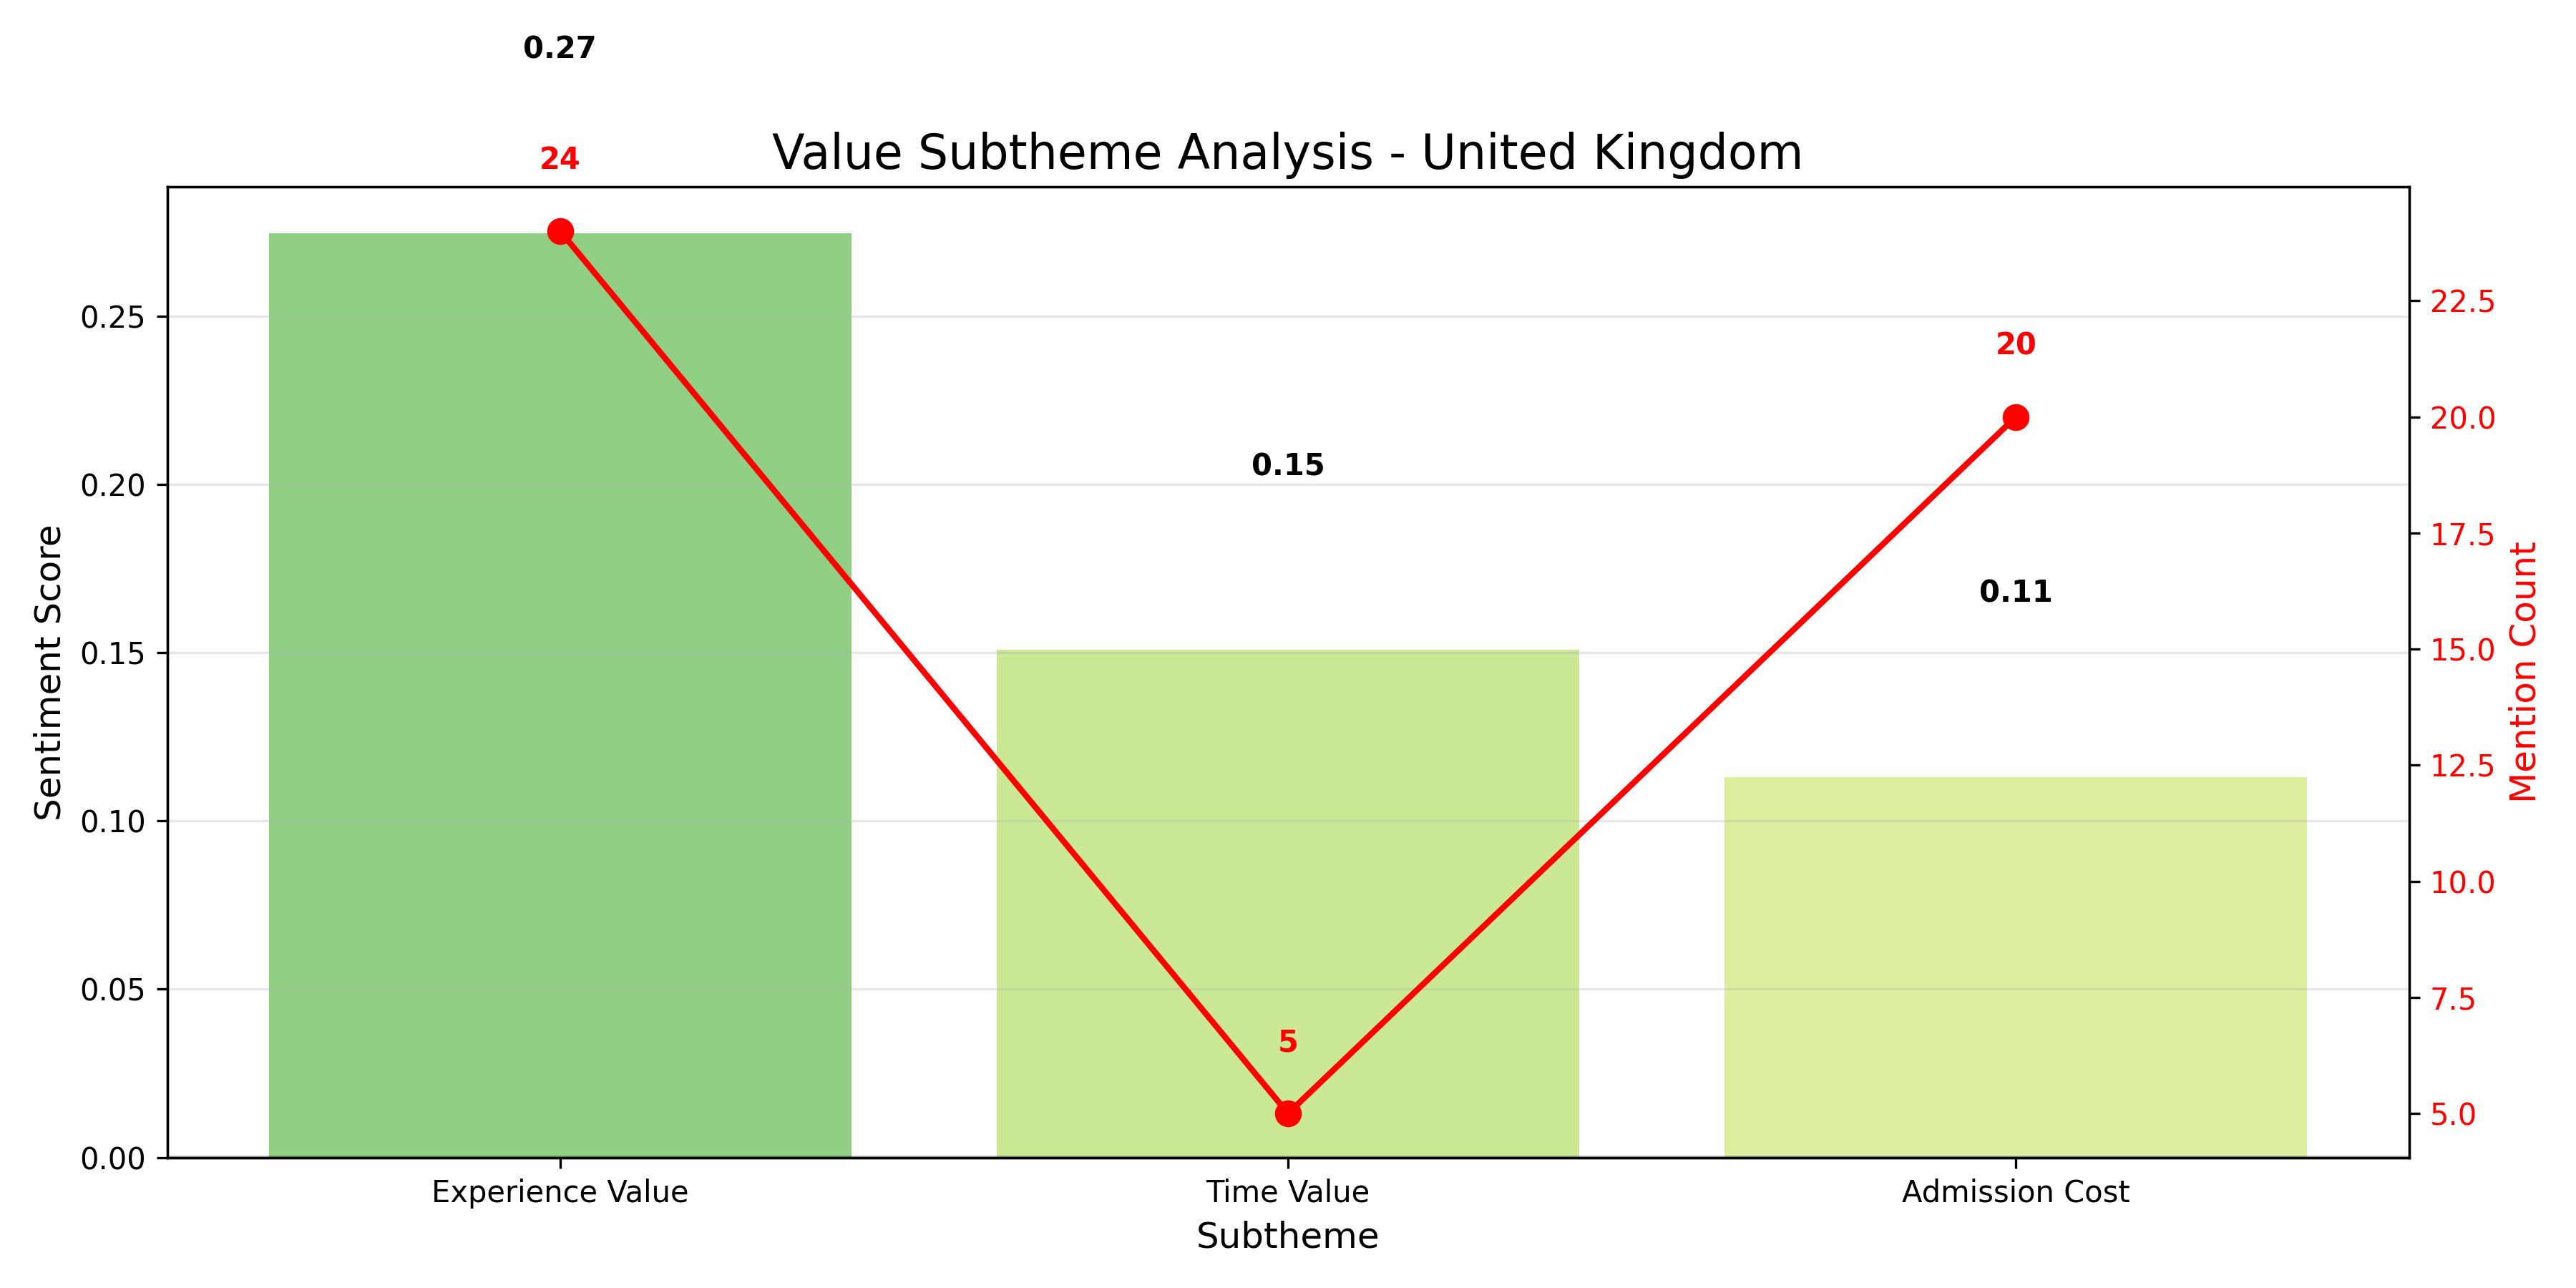 0.27
24
Value Subtheme Analysis - United Kingdom
0.25
0.20
0.15
0.10
0.05
0.00
Sentiment Score
0.15
5
20
0.11
22.5
20.0
17.5
15.0
12.5
10.0
7.5
5.0
Mention Count
Experience Value
Time Value
Admission Cost
Subtheme